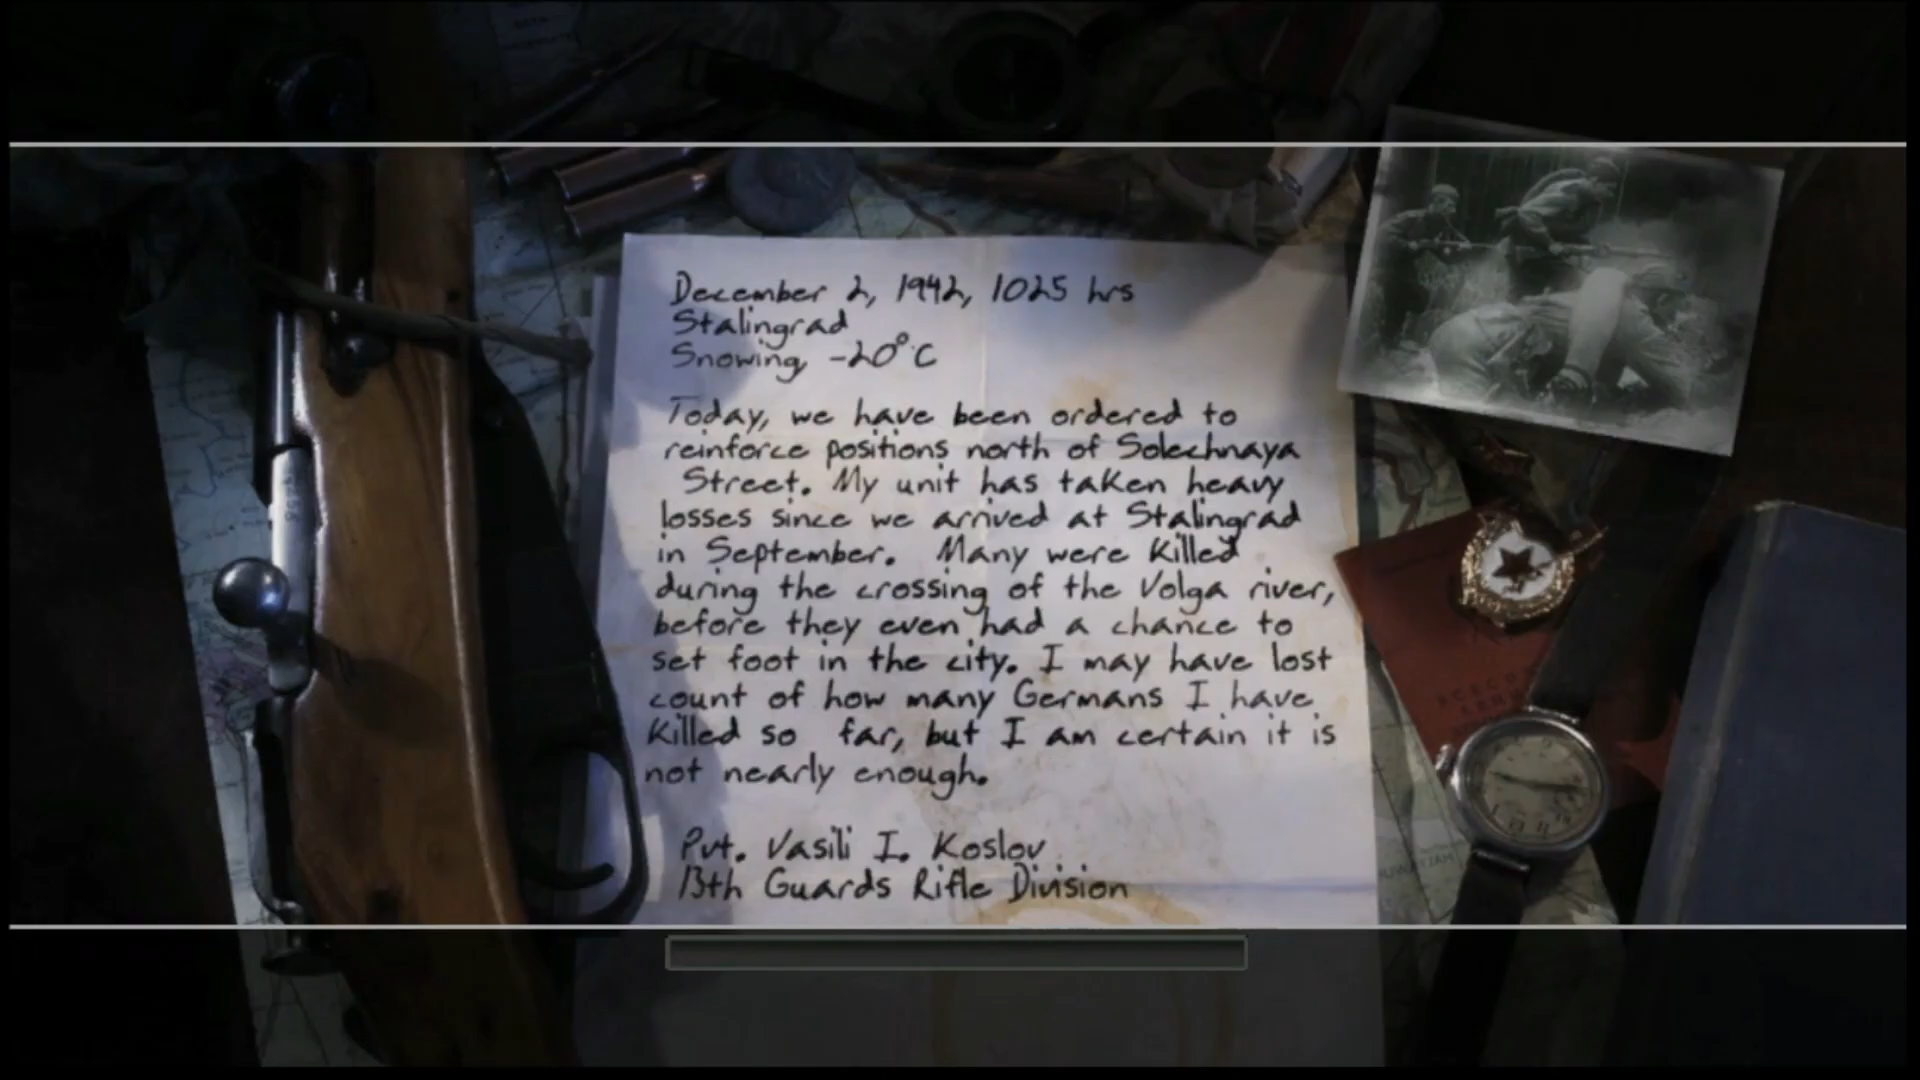 December 2, 1942, 1025 hrs
Stalingrad
Snowing, -20°C
Today, we have been ordered to
reinforce positions north of Solechnaya
Street. My unit has taken heavy
losses since we arrived at Stalingrad
in September. Many were killed
during the crossing of the Volga river,
before they even had a chance to
set foot in the city. I may have lost
count of how many Germans I have
killed so far, but I am certain it is
not nearly enough.
Pvt. Vasili I. Koslov
13th Guards Rifle Division